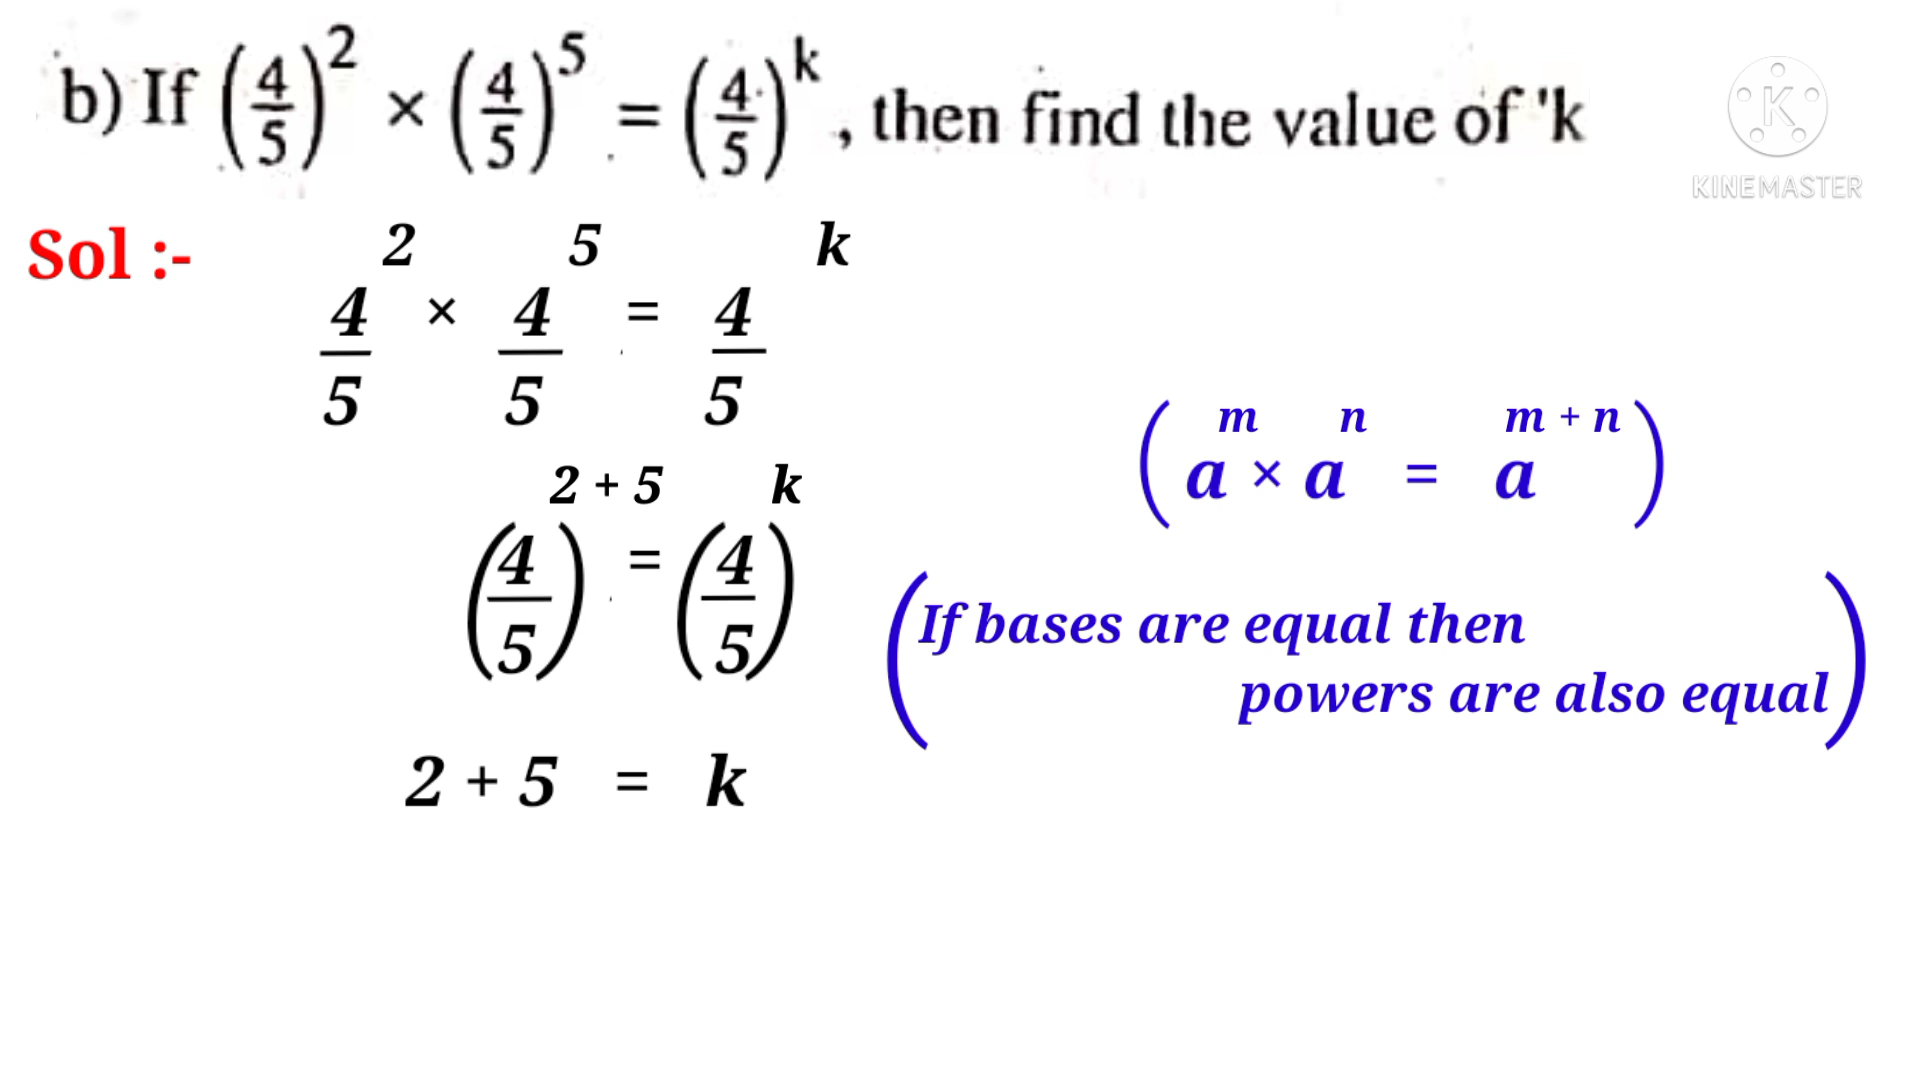 b) If (4/5)^2 × (4/5)^5 = (4/5)^k , then find the value of 'k
KINEMASTER
Sol :- 4/5^2 × 4/5^5 = 4/5^k
(4/5)^2 + 5 = (4/5)^k
(a^m × a^n = a^m + n)
(If bases are equal then
powers are also equal)
2 + 5 = k